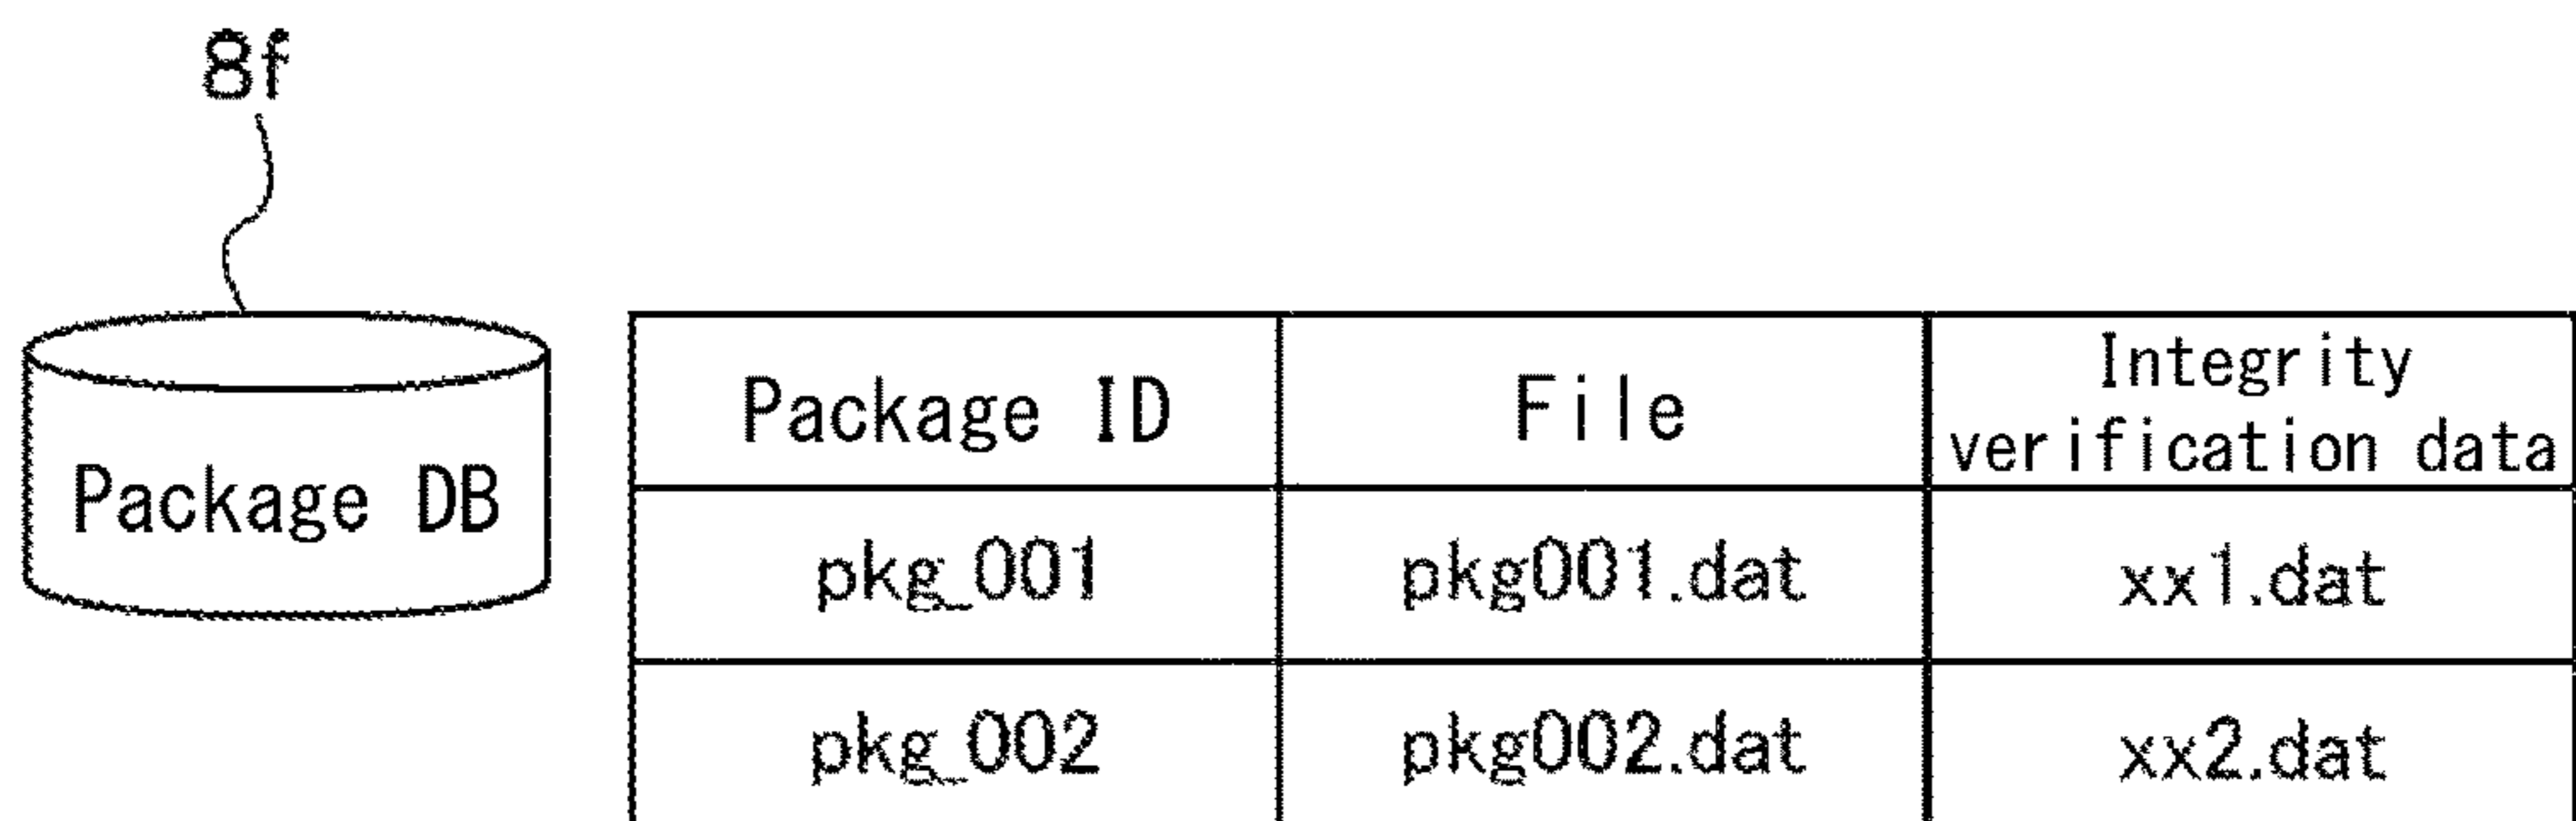 8f
Package DB
Package ID File Integrity
verification data
pkg_001 pkg001.dat xx1.dat
pkg_002 pkg002.dat xx2.dat